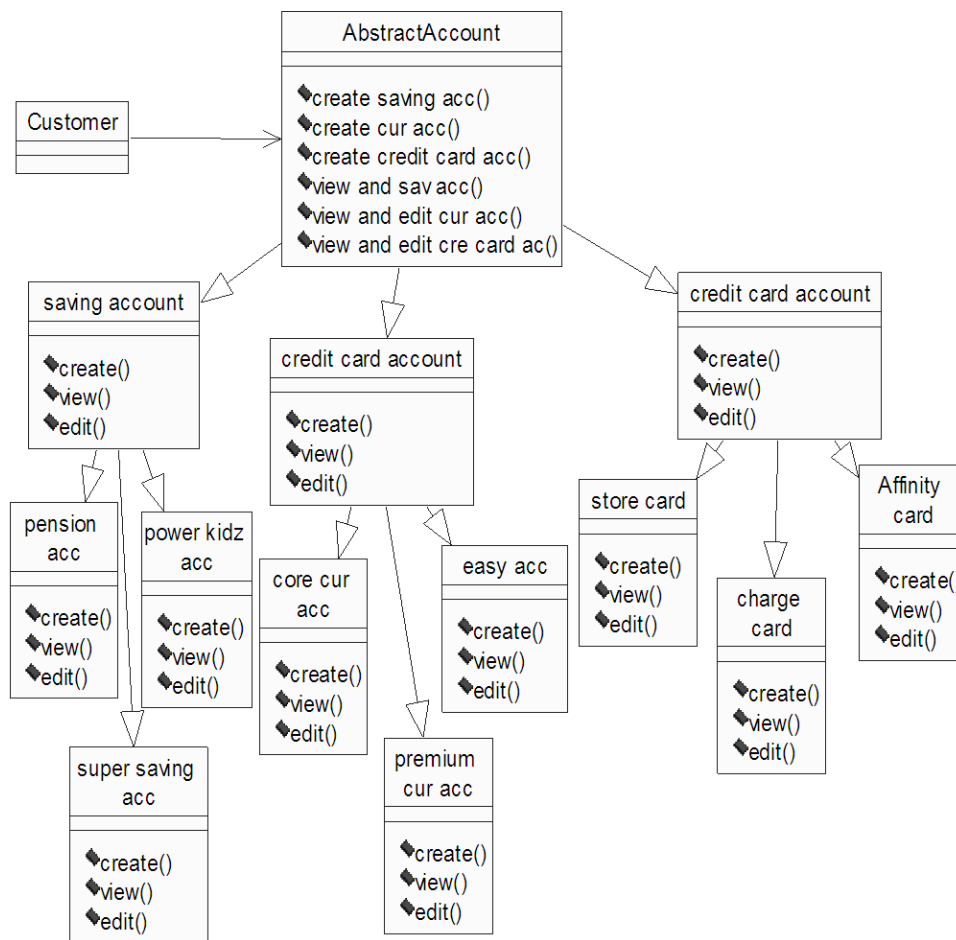 AbstractAccount
create saving acc()
create cur acc()
create credit card acc()
view and sav acc()
view and edit cur acc()
view and edit cre card ac()
Customer
saving account
create()
view()
edit()
credit card account
create()
view()
edit()
credit card account
create()
view()
edit()
pension
acc
create()
view()
edit()
power kidz
acc
create()
view()
edit()
super saving
acc
create()
view()
edit()
core cur
acc
create()
view()
edit()
easy acc
create()
view()
edit()
premium
cur acc
create()
view()
edit()
store card
create()
view()
edit()
charge
card
create()
view()
edit()
Affinity
card
create()
view()
edit()